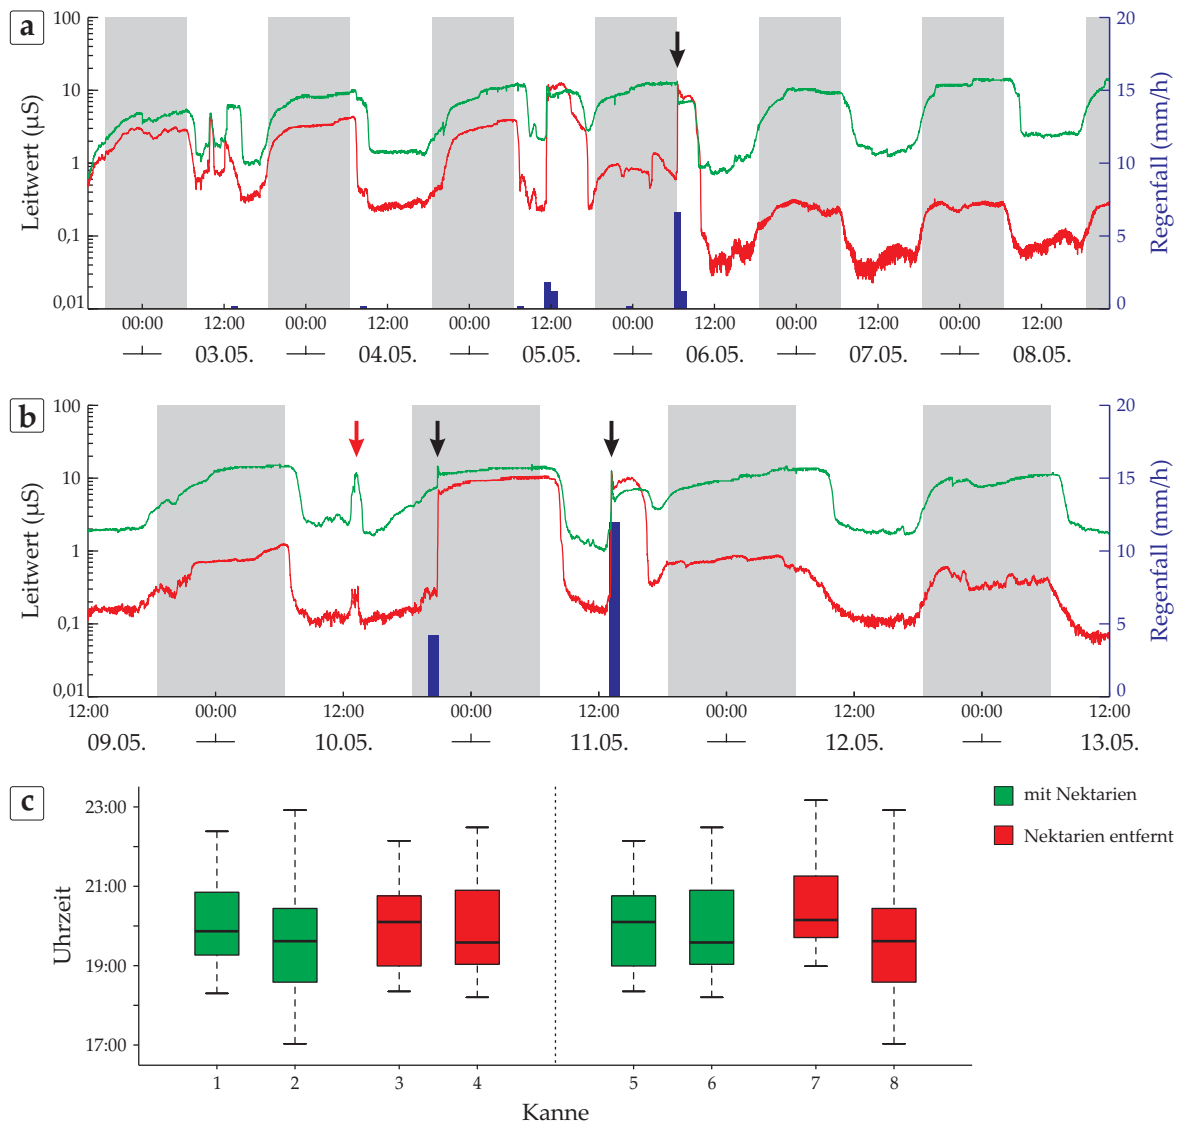 a
100
10
1
0,1
0,01
Leitwert (µS)
20
15
10
5
0
Regenfall (mm/h)
00:00 12:00 00:00 12:00 00:00 12:00 00:00 12:00 00:00 12:00 00:00 12:00
03.05. 04.05. 05.05. 06.05. 07.05. 08.05.
b
100
10
1
0,1
0,01
Leitwert (µS)
20
15
10
5
0
Regenfall (mm/h)
12:00 00:00 12:00 00:00 12:00 00:00 12:00 00:00 12:00
09.05. 10.05. 11.05. 12.05. 13.05.
c
23:00
21:00
19:00
17:00
Uhrzeit
mit Nektarien
Nektarien entfernt
1 2 3 4 5 6 7 8
Kanne